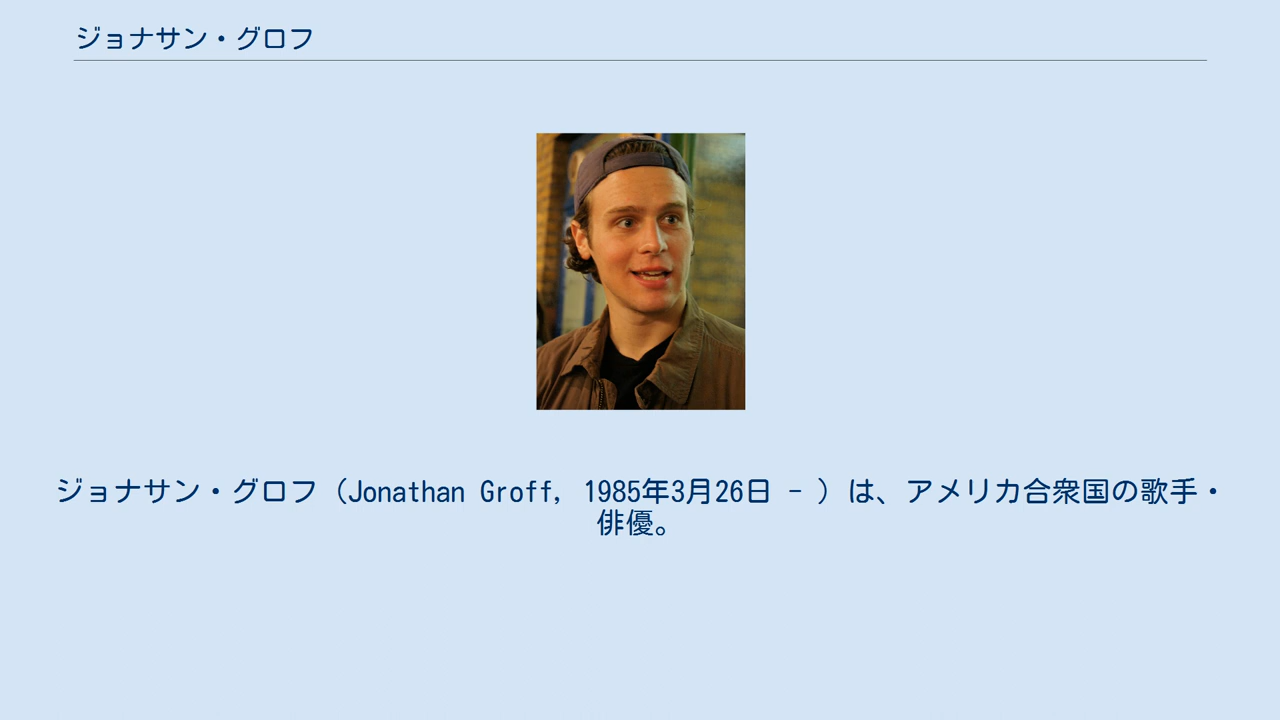 ジョナサン・グロフ
ジョナサン・グロフ（Jonathan Groff, 1985年3月26日 - ）は、アメリカ合衆国の歌手・
俳優。